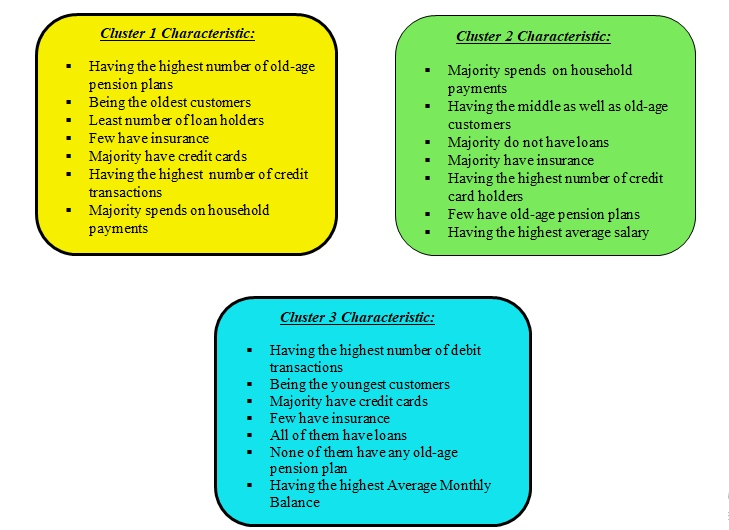 Cluster 1 Characteristic:
▪ Having the highest number of old-age
pension plans
▪ Being the oldest customers
▪ Least number of loan holders
▪ Few have insurance
▪ Majority have credit cards
▪ Having the highest number of credit
transactions
▪ Majority spends on household
payments
Cluster 2 Characteristic:
▪ Majority spends on household
payments
▪ Having the middle as well as old-age
customers
▪ Majority do not have loans
▪ Majority have insurance
▪ Having the highest number of credit
card holders
▪ Few have old-age pension plans
▪ Having the highest average salary
Cluster 3 Characteristic:
▪ Having the highest number of debit
transactions
▪ Being the youngest customers
▪ Majority have credit cards
▪ Few have insurance
▪ All of them have loans
▪ None of them have any old-age
pension plan
▪ Having the highest Average Monthly
Balance